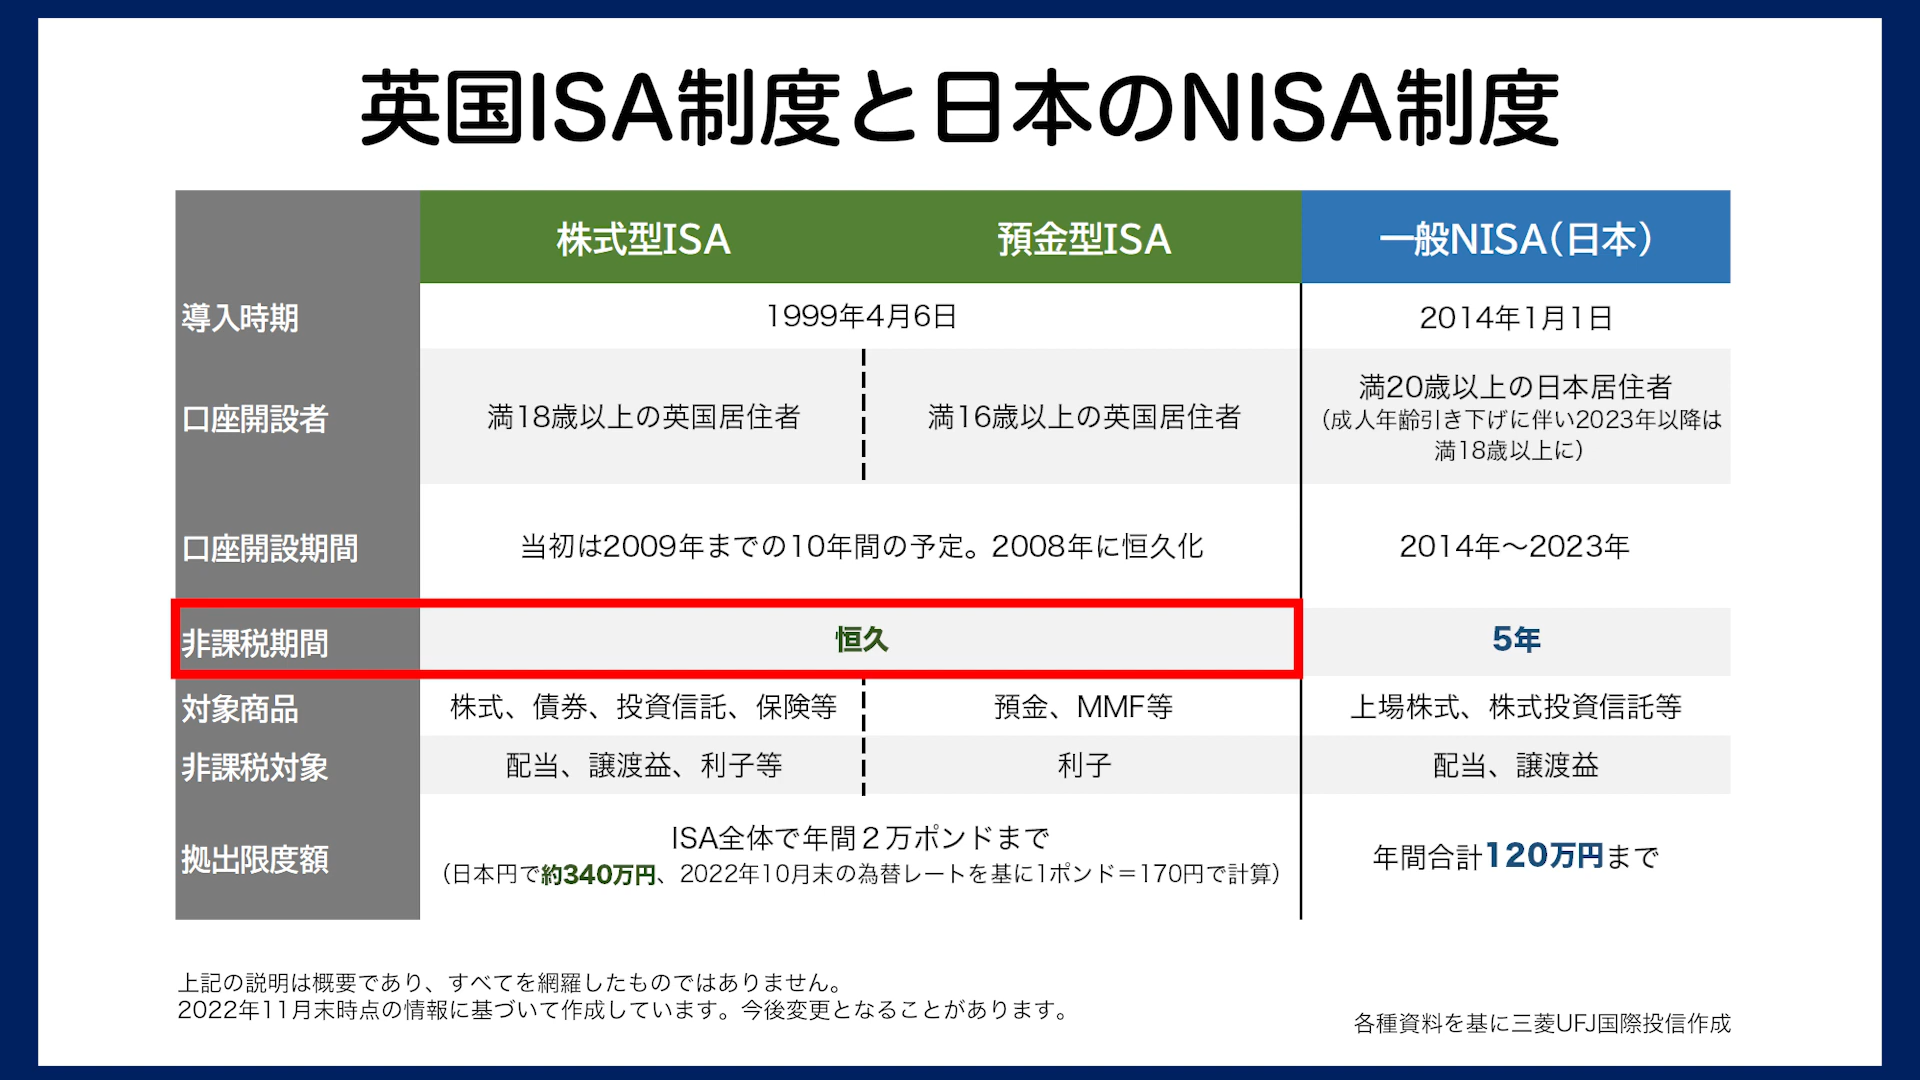 英国ISA制度と日本のNISA制度
株式型ISA 預金型ISA 一般NISA(日本)
導入時期 1999年4月6日 2014年1月1日
口座開設者 満18歳以上の英国居住者 満16歳以上の英国居住者 満20歳以上の日本居住者
(成人年齢引き下げに伴い2023年以降は
満18歳以上に)
口座開設期間 当初は2009年までの10年間の予定。2008年に恒久化 2014年～2023年
非課税期間 恒久 5年
対象商品 株式、債券、投資信託、保険等 預金、MMF等 上場株式、株式投資信託等
非課税対象 配当、譲渡益、利子等 利子 配当、譲渡益
拠出限度額 ISA全体で年間２万ポンドまで
(日本円で約340万円、2022年10月末の為替レートを基に1ポンド＝170円で計算)
年間合計120万円まで
上記の説明は概要であり、すべてを網羅したものではありません。
2022年11月末時点の情報に基づいて作成しています。今後変更となることがあります。
各種資料を基に三菱UFJ国際投信作成